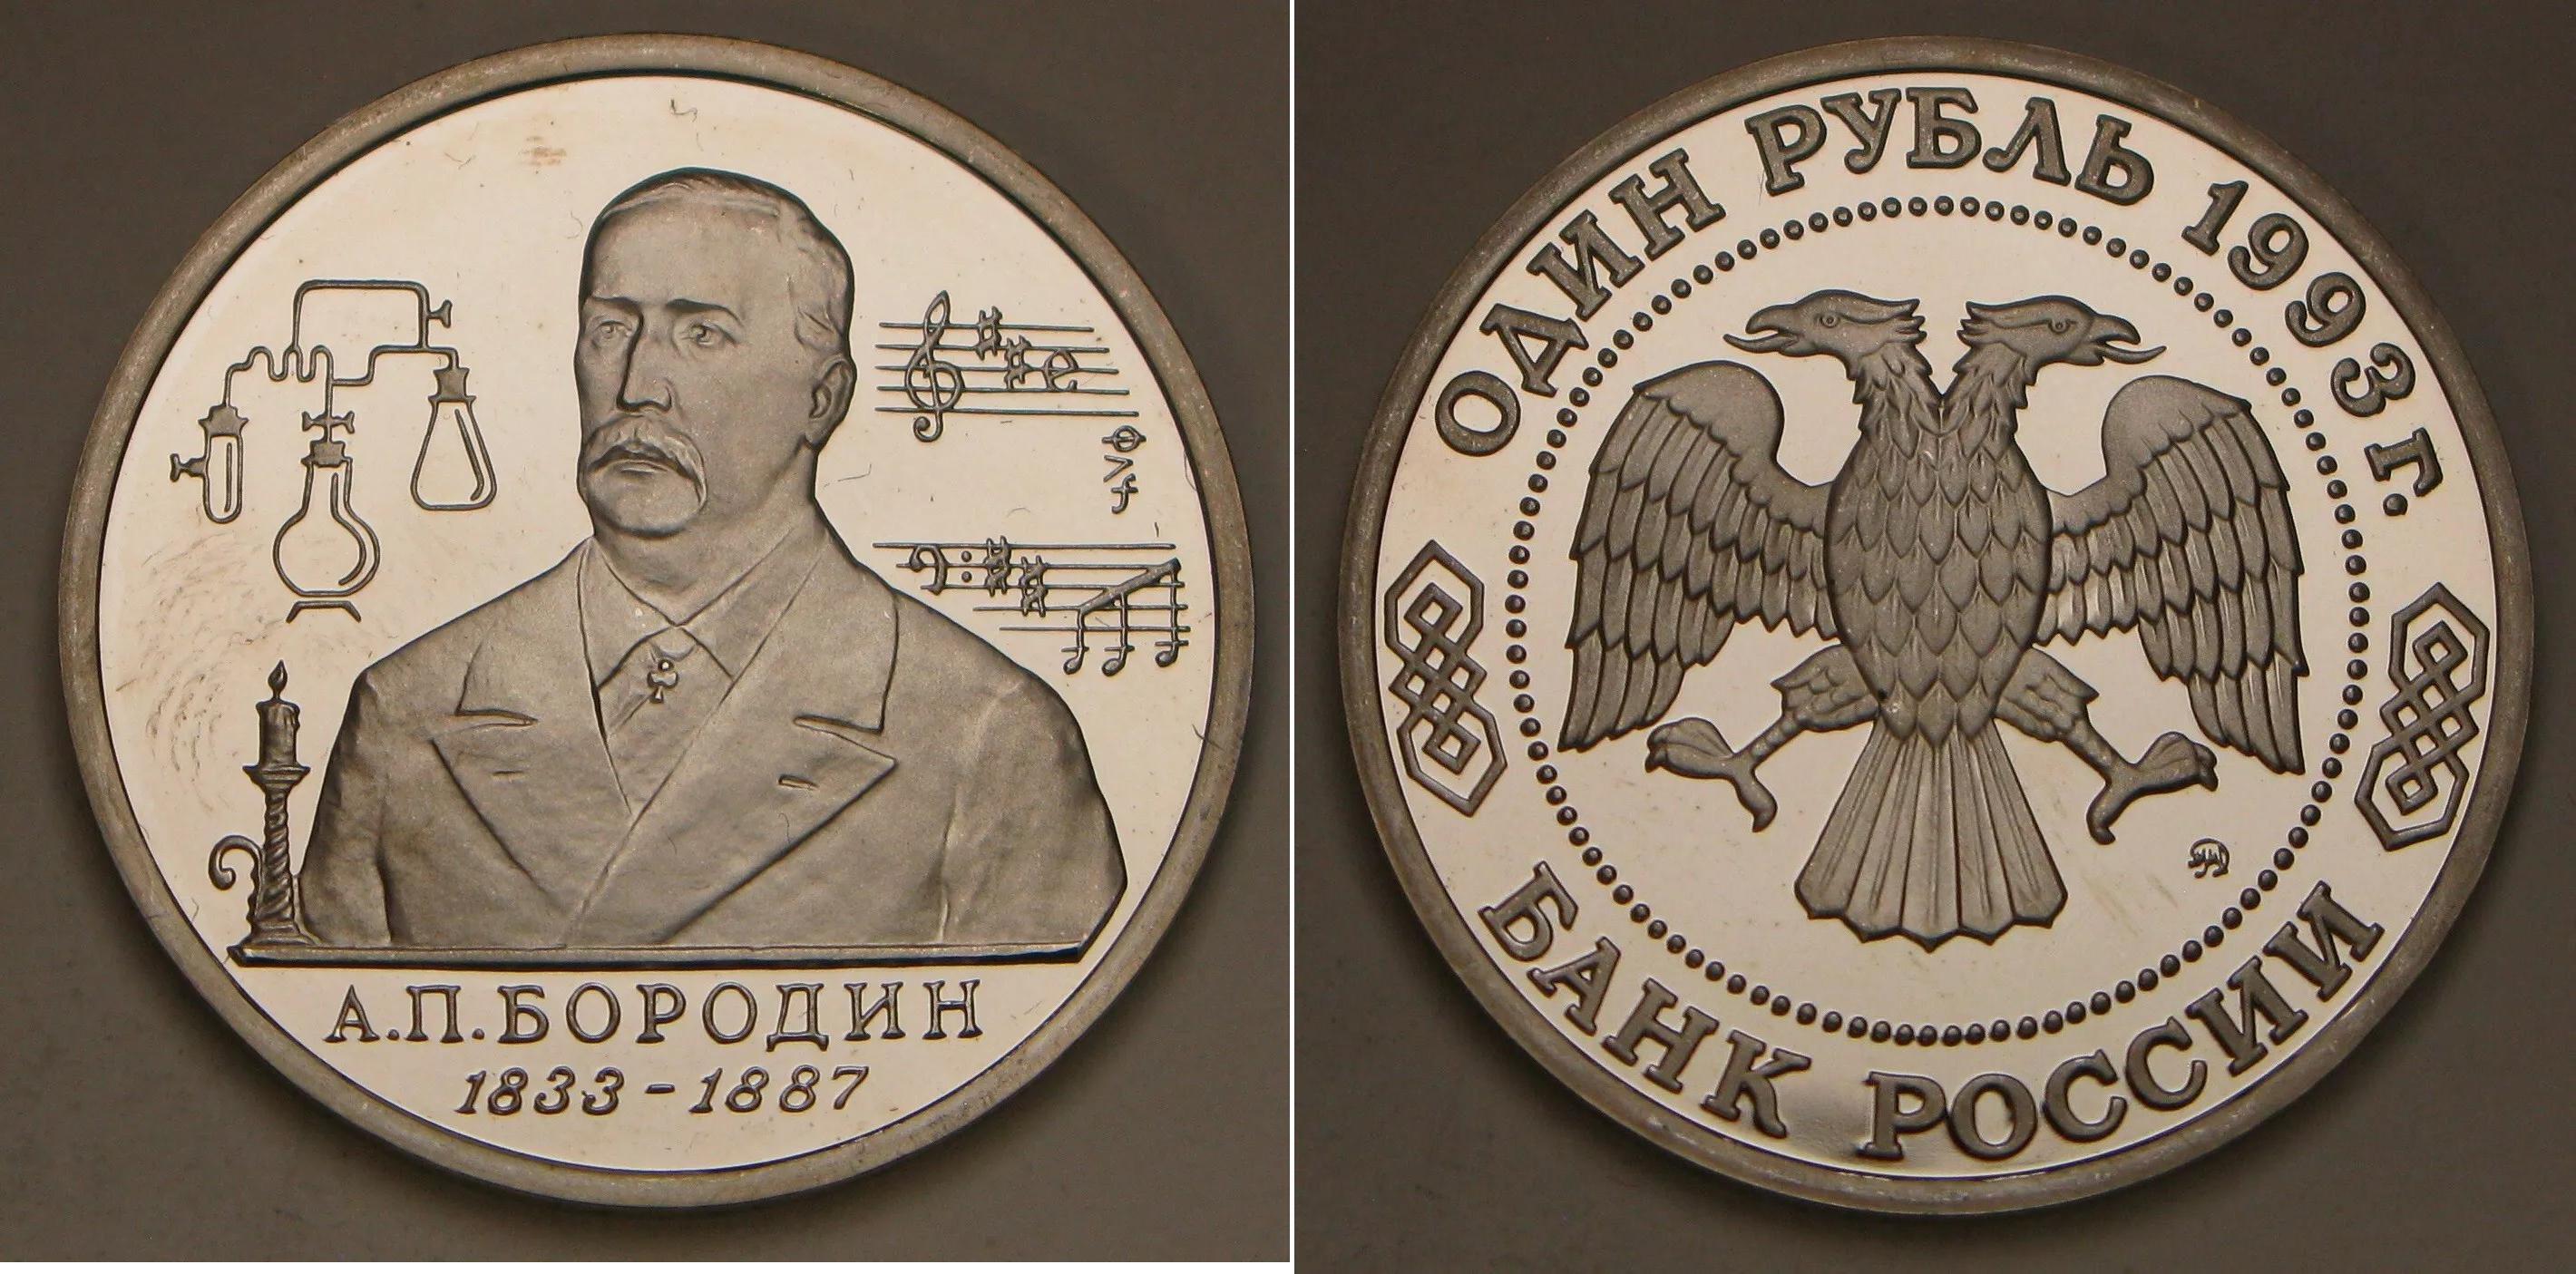 А.П.БОРОДИН
1833-1887
ОДИН РУБЛЬ 1993 г.
БАНК РОССИИ